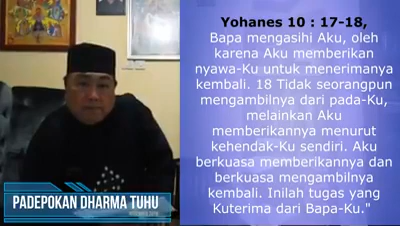 Yohanes 10 : 17-18,
Bapa mengasihi Aku, oleh
karena Aku memberikan
nyawa-Ku untuk menerimanya
kembali. 18 Tidak seorangpun
mengambilnya dari pada-Ku,
melainkan Aku
memberikannya menurut
kehendak-Ku sendiri. Aku
berkuasa memberikannya dan
berkuasa mengambilnya
kembali. Inilah tugas yang
Kuterima dari Bapa-Ku."
PADEPOKAN DHARMA TUHU